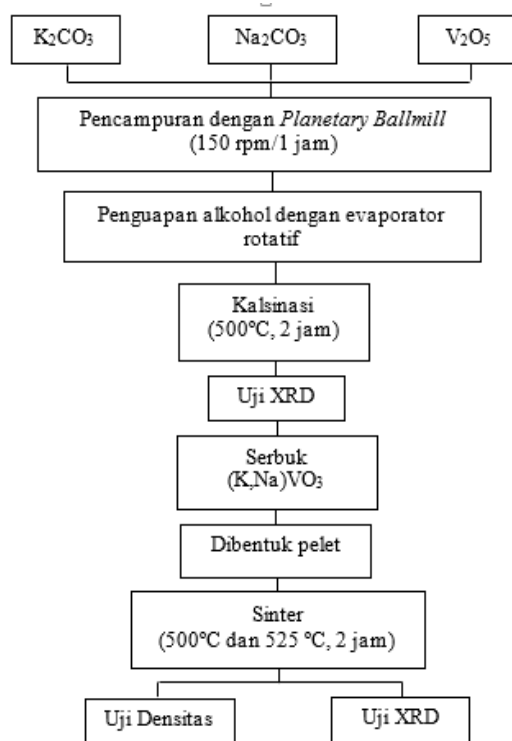 K₂CO₃
Na₂CO₃
V₂O₅
Pencampuran dengan Planetary Ballmill
(150 rpm/1 jam)
Penguapan alkohol dengan evaporator
rotatif
Kalsinasi
(500°C, 2 jam)
Uji XRD
Serbuk
(K,Na)VO₃
Dibentuk pelet
Sinter
(500°C dan 525 °C, 2 jam)
Uji Densitas
Uji XRD